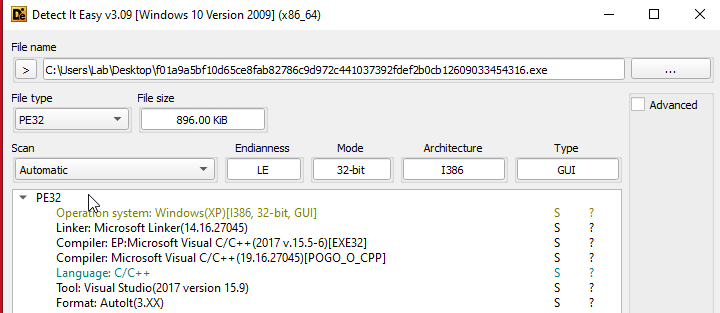 Detect It Easy v3.09 [Windows 10 Version 2009] (x86_64)
File name
> C:\Users\Lab\Desktop\f01a9a5bf10d65ce8fab82786c9d972c441037392fdef2b0cb12609033454316.exe ...
File type File size Advanced
PE32 896.00 KiB
Scan Endianness Mode Architecture Type
Automatic LE 32-bit I386 GUI
PE32
Operation system: Windows(XP)[I386, 32-bit, GUI] S ?
Linker: Microsoft Linker(14.16.27045) S ?
Compiler: EP:Microsoft Visual C/C++(2017 v.15.5-6)[EXE32] S ?
Compiler: Microsoft Visual C/C++(19.16.27045)[POGO_O_CPP] S ?
Language: C/C++ S ?
Tool: Visual Studio(2017 version 15.9) S ?
Format: AutoIt(3.XX) S ?